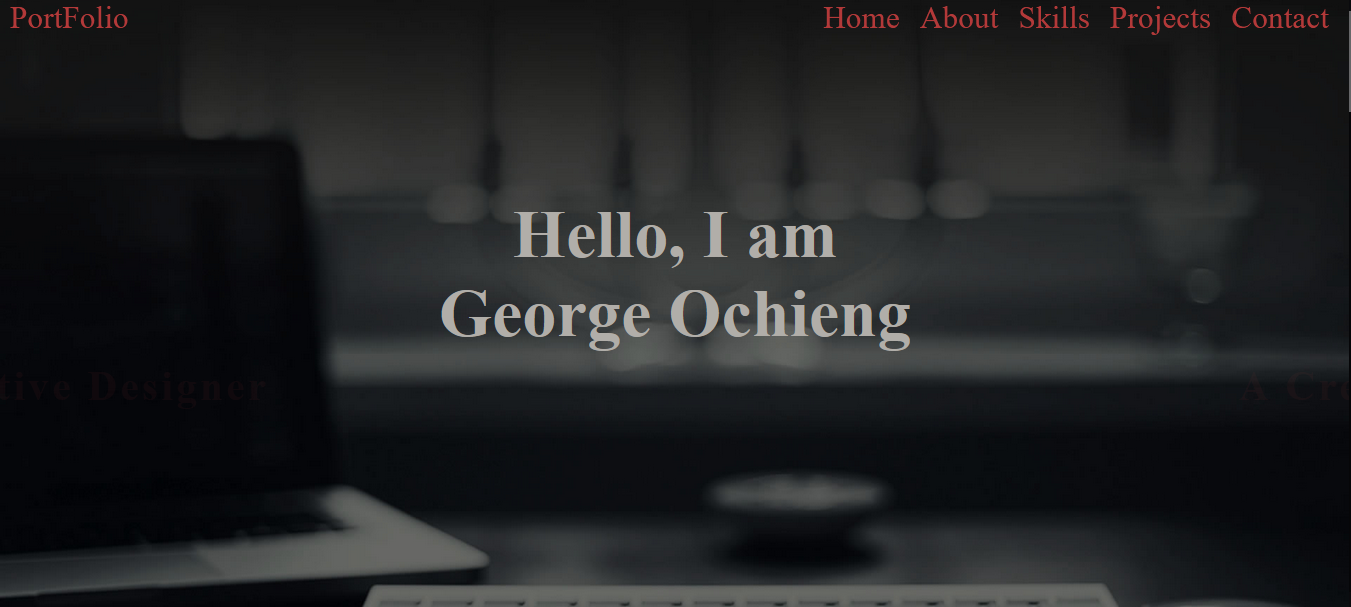 PortFolio
Home About Skills Projects Contact
Hello, I am
George Ochieng
tive Designer
A Cre